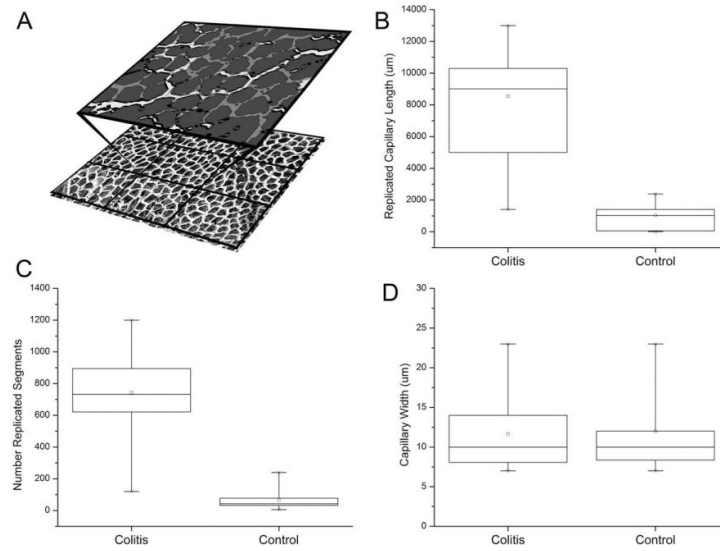 A
B
Replicated Capillary Length (um)
14000
12000
10000
8000
6000
4000
2000
0
Colitis
Control
C
Number Replicated Segments
1400
1200
1000
800
600
400
200
0
Colitis
Control
D
Capillary Width (um)
30
25
20
15
10
5
0
Colitis
Control